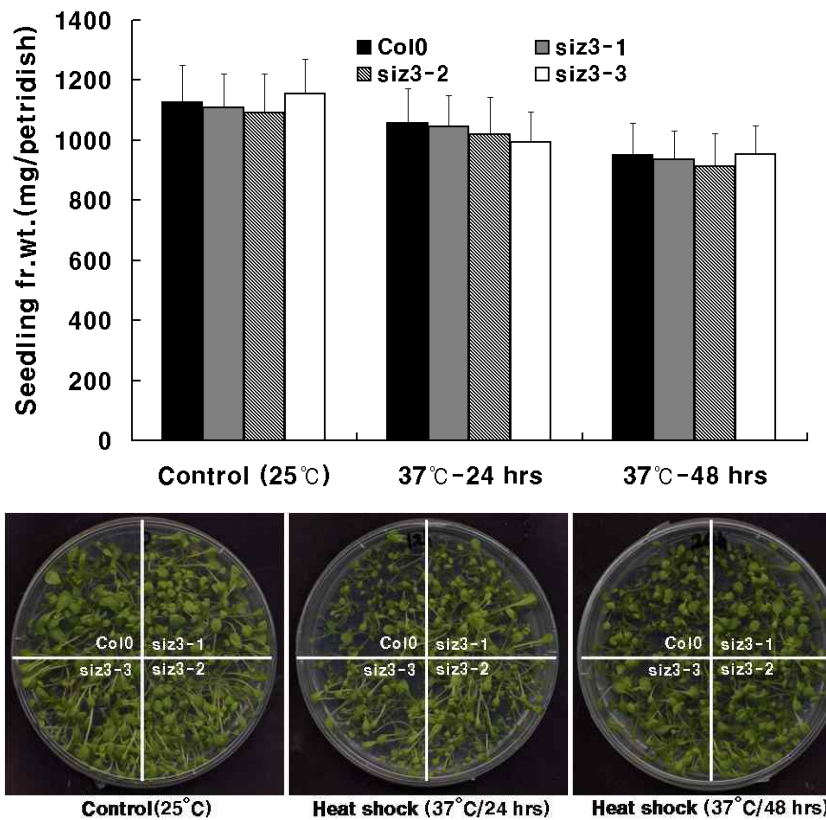 Seedling fr.wt.(mg/petridish)
1400
1200
1000
800
600
400
200
0
Col0 siz3-1
siz3-2 siz3-3
Control (25℃) 37℃-24 hrs 37℃-48 hrs
Col0 siz3-1
siz3-3 siz3-2
Col0 siz3-1
siz3-3 siz3-2
Col0 siz3-1
siz3-3 siz3-2
Control(25°C) Heat shock (37°C/24 hrs) Heat shock (37°C/48 hrs)